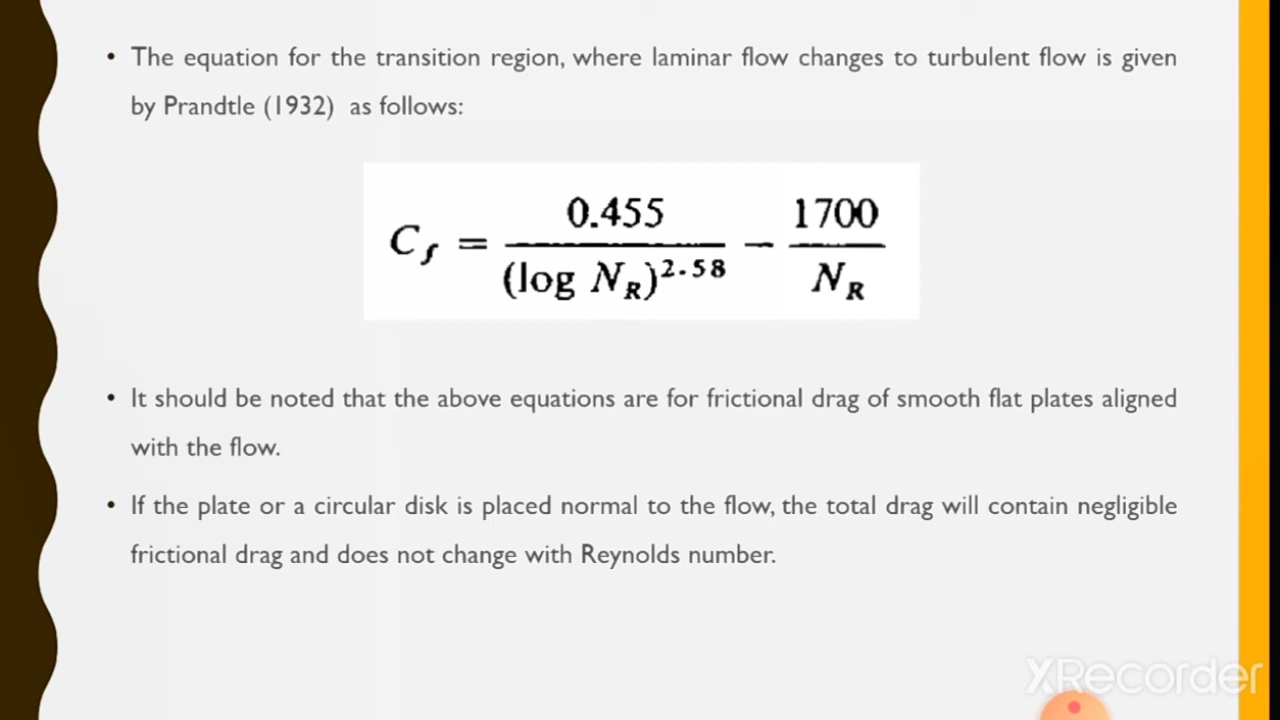 • The equation for the transition region, where laminar flow changes to turbulent flow is given
by Prandtle (1932) as follows:
C_f = 0.455 / (log N_R)^2.58 − 1700 / N_R
• It should be noted that the above equations are for frictional drag of smooth flat plates aligned
with the flow.
• If the plate or a circular disk is placed normal to the flow, the total drag will contain negligible
frictional drag and does not change with Reynolds number.
XRecorder